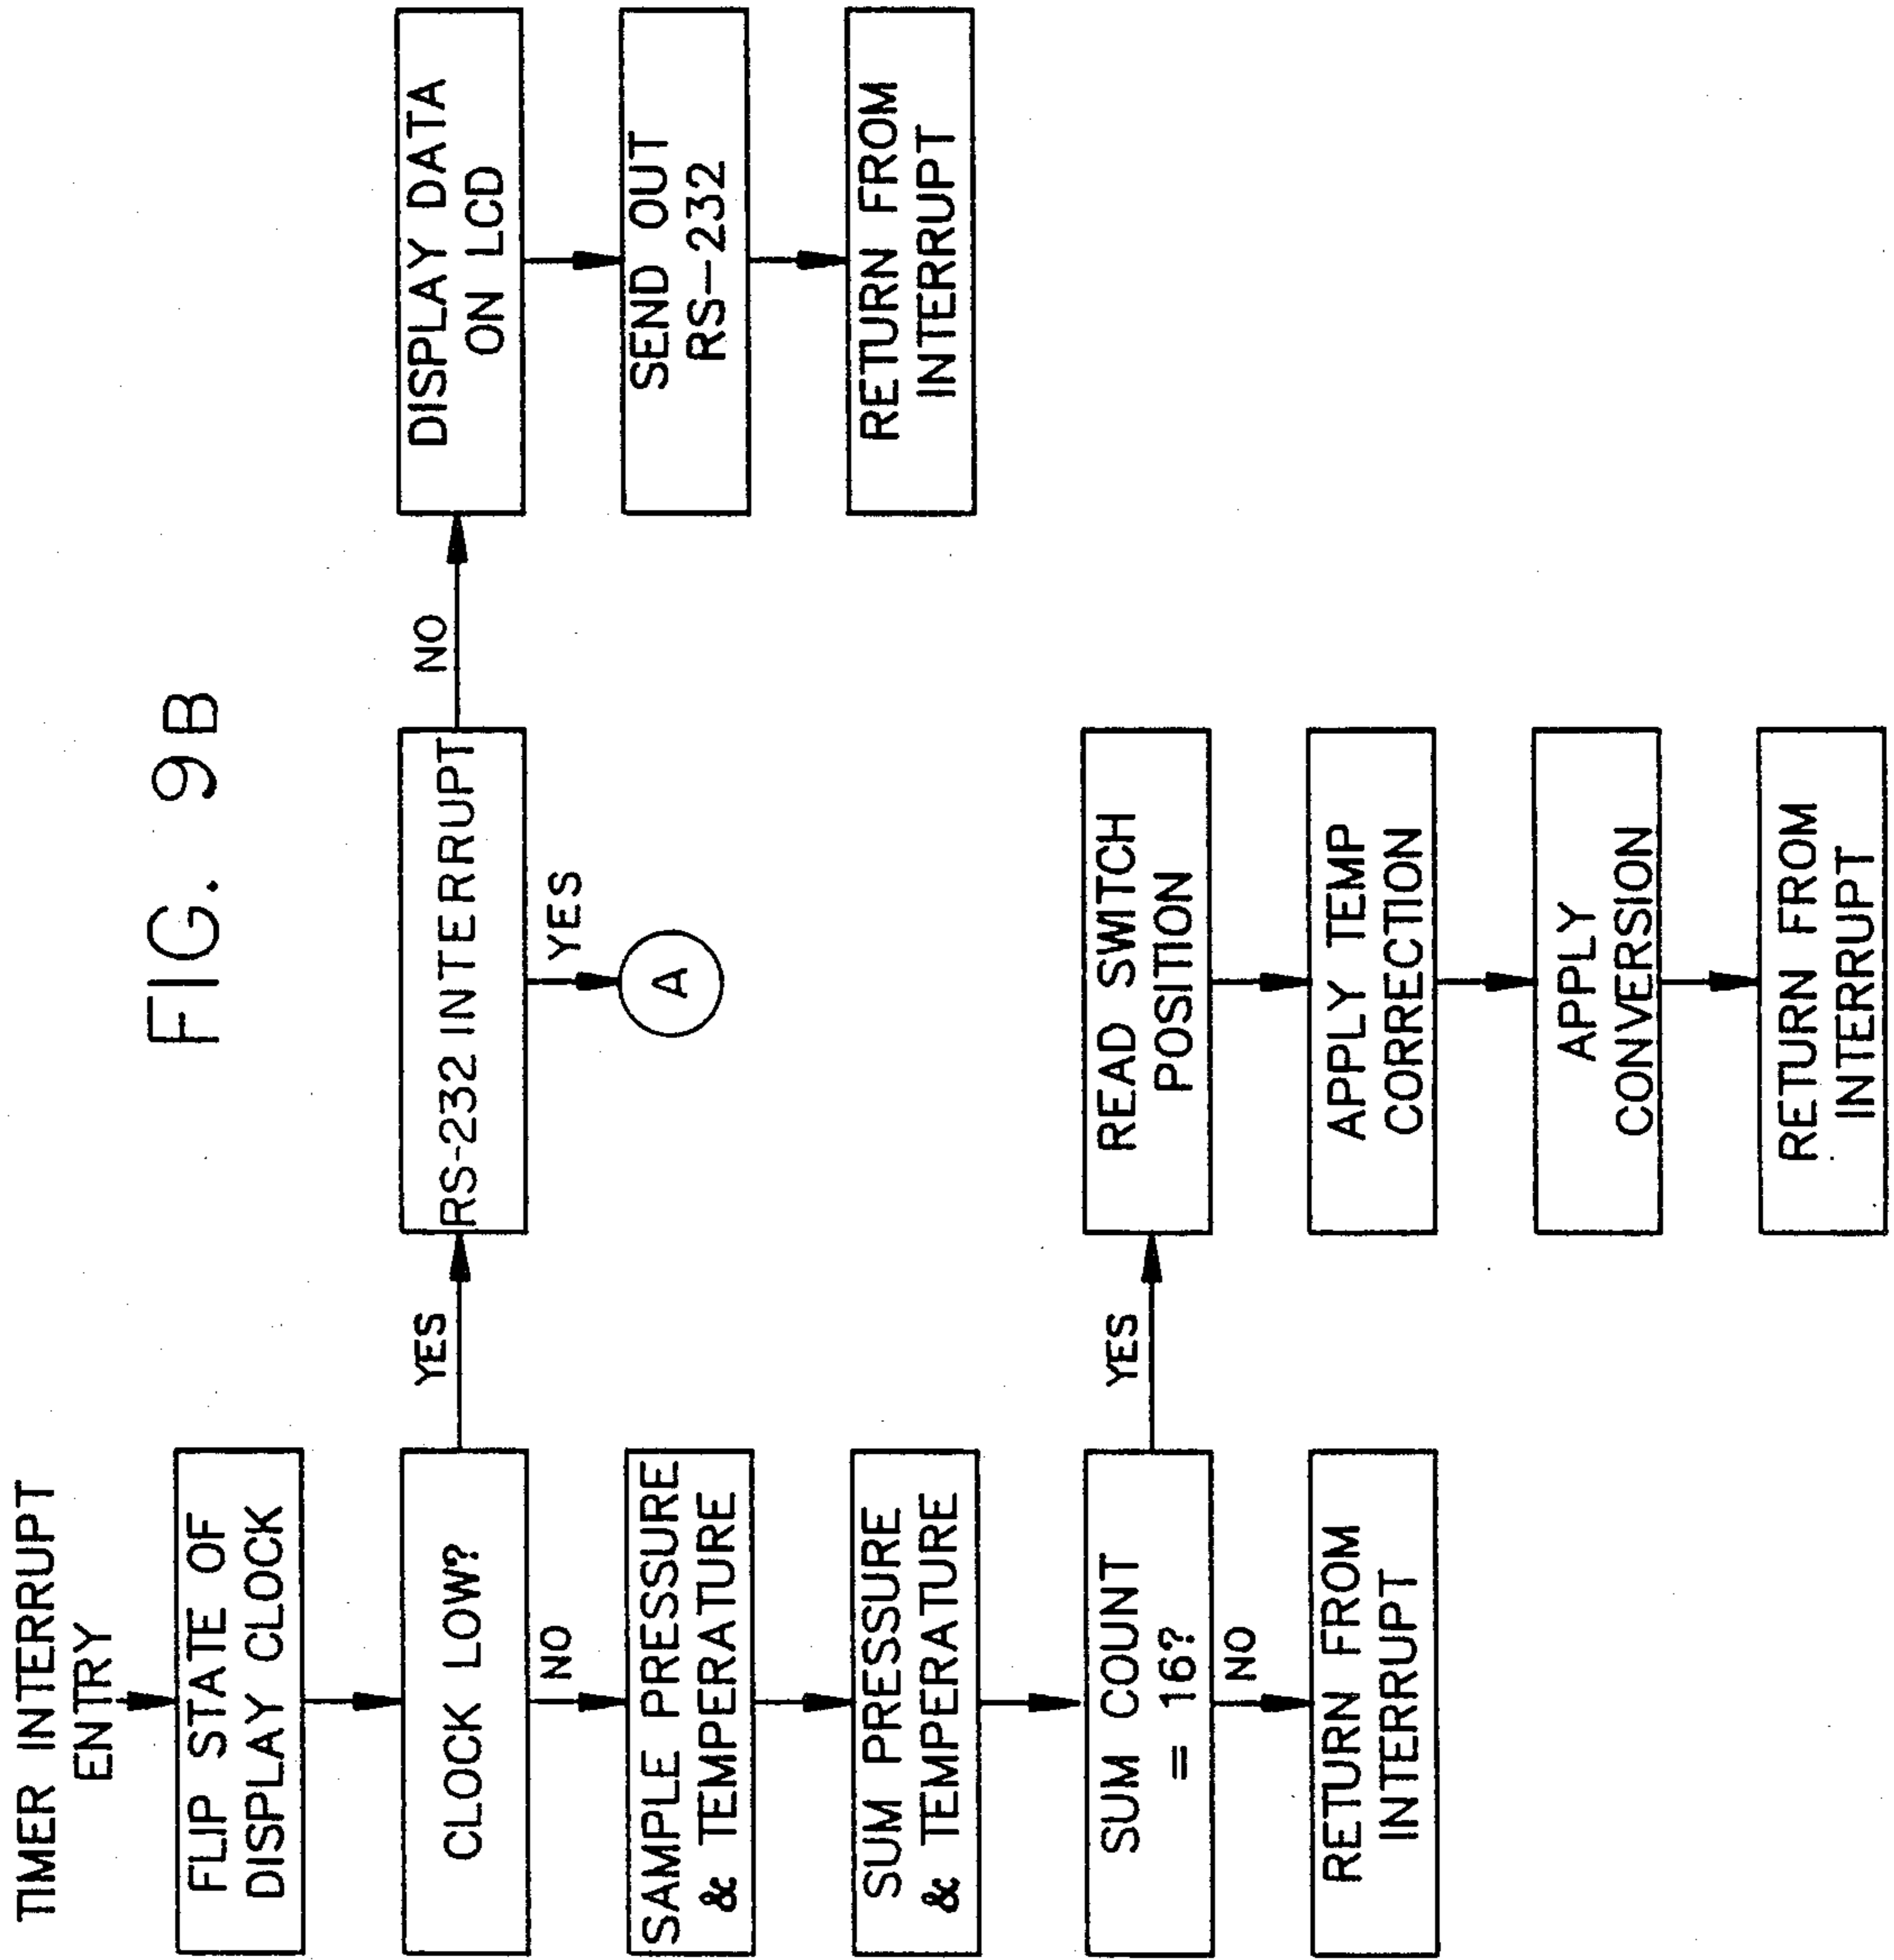 FIG. 9B
TIMER INTERRUPT
ENTRY
FLIP STATE OF
DISPLAY CLOCK
CLOCK LOW?
YES
NO
SAMPLE PRESSURE
& TEMPERATURE
SUM PRESSURE
& TEMPERATURE
SUM COUNT
= 16?
YES
NO
RETURN FROM
INTERRUPT
RS-232 INTERRUPT
NO
YES
A
READ SWITCH
POSITION
APPLY TEMP
CORRECTION
APPLY
CONVERSION
RETURN FROM
INTERRUPT
DISPLAY DATA
ON LCD
SEND OUT
RS-232
RETURN FROM
INTERRUPT